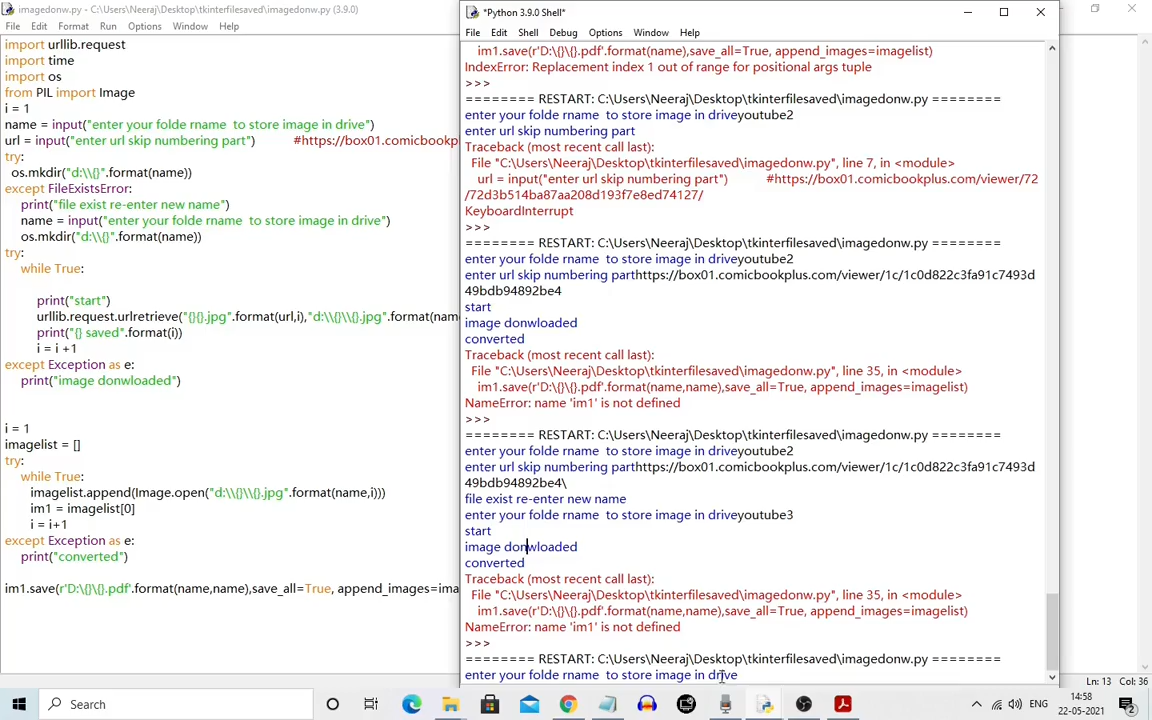 imagedonw.py - C:\Users\Neeraj\Desktop\tkinterfilesaved\imagedonw.py (3.9.0)
File Edit Format Run Options Window Help
import urllib.request
import time
import os
from PIL import Image
i = 1
name = input("enter your folde rname  to store image in drive")
url = input("enter url skip numbering part") #https://box01.comicbookpl
try:
os.mkdir("d:\\{}".format(name))
except FileExistsError:
print("file exist re-enter new name")
name = input("enter your folde rname  to store image in drive")
os.mkdir("d:\\{}".format(name))
try:
while True:
print("start")
urllib.request.urlretrieve("{}{}.jpg".format(url,i),"d:\\{}\\{}.jpg".format(nam
print("{} saved".format(i))
i = i +1
except Exception as e:
print("image donwloaded")
i = 1
imagelist = []
try:
while True:
imagelist.append(Image.open("d:\\{}\\{}.jpg".format(name,i)))
im1 = imagelist[0]
i = i+1
except Exception as e:
print("converted")
im1.save(r'D:\{}\{}.pdf'.format(name,name),save_all=True, append_images=ima
*Python 3.9.0 Shell*
File Edit Shell Debug Options Window Help
im1.save(r'D:\{}\{}.pdf'.format(name),save_all=True, append_images=imagelist)
IndexError: Replacement index 1 out of range for positional args tuple
>>>
======== RESTART: C:\Users\Neeraj\Desktop\tkinterfilesaved\imagedonw.py ========
enter your folde rname  to store image in driveyoutube2
enter url skip numbering part
Traceback (most recent call last):
File "C:\Users\Neeraj\Desktop\tkinterfilesaved\imagedonw.py", line 7, in <module>
url = input("enter url skip numbering part") #https://box01.comicbookplus.com/viewer/72
/72d3b514ba87aa208d193f7e8ed74127/
KeyboardInterrupt
>>>
======== RESTART: C:\Users\Neeraj\Desktop\tkinterfilesaved\imagedonw.py ========
enter your folde rname  to store image in driveyoutube2
enter url skip numbering parthttps://box01.comicbookplus.com/viewer/1c/1c0d822c3fa91c7493d
49bdb94892be4
start
image donwloaded
converted
Traceback (most recent call last):
File "C:\Users\Neeraj\Desktop\tkinterfilesaved\imagedonw.py", line 35, in <module>
im1.save(r'D:\{}\{}.pdf'.format(name,name),save_all=True, append_images=imagelist)
NameError: name 'im1' is not defined
>>>
======== RESTART: C:\Users\Neeraj\Desktop\tkinterfilesaved\imagedonw.py ========
enter your folde rname  to store image in driveyoutube2
enter url skip numbering parthttps://box01.comicbookplus.com/viewer/1c/1c0d822c3fa91c7493d
49bdb94892be4\
file exist re-enter new name
enter your folde rname  to store image in driveyoutube3
start
image donwloaded
converted
Traceback (most recent call last):
File "C:\Users\Neeraj\Desktop\tkinterfilesaved\imagedonw.py", line 35, in <module>
im1.save(r'D:\{}\{}.pdf'.format(name,name),save_all=True, append_images=imagelist)
NameError: name 'im1' is not defined
>>>
======== RESTART: C:\Users\Neeraj\Desktop\tkinterfilesaved\imagedonw.py ========
enter your folde rname  to store image in drive
Ln: 13 Col: 36
Search
ENG
14:58
22-05-2021
2